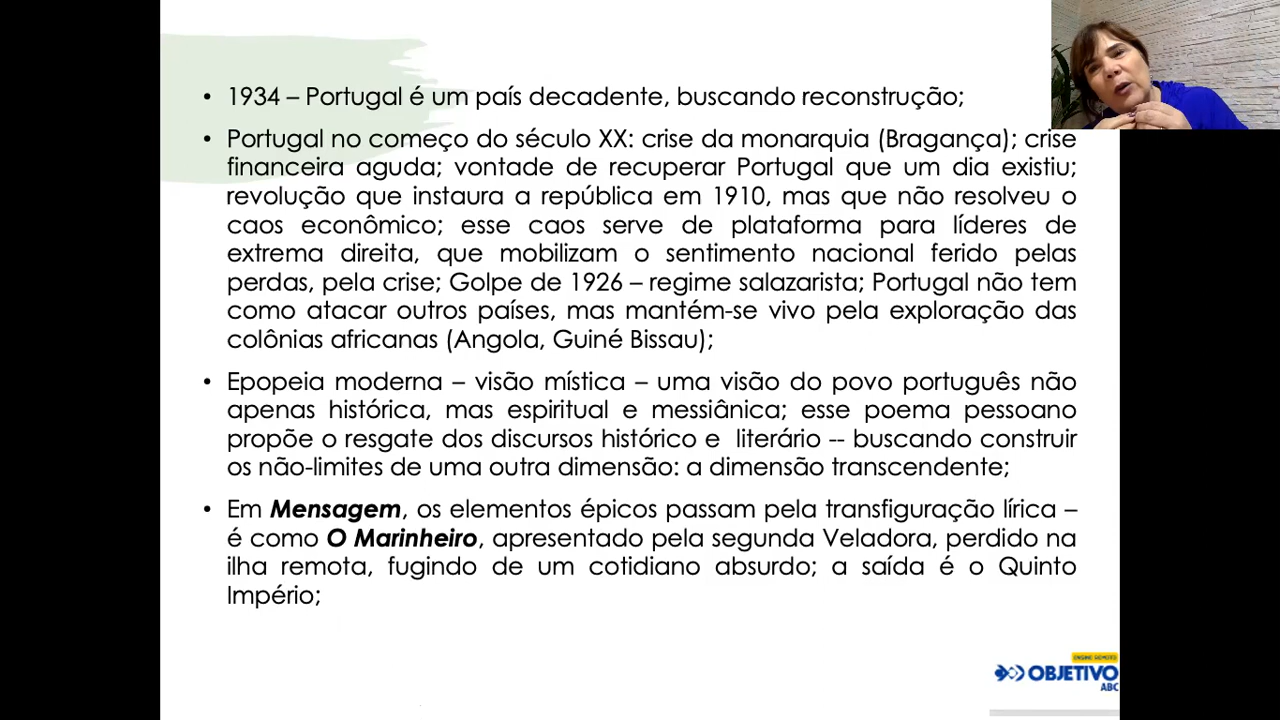 • 1934 – Portugal é um país decadente, buscando reconstrução;
• Portugal no começo do século XX: crise da monarquia (Bragança); crise
financeira aguda; vontade de recuperar Portugal que um dia existiu;
revolução que instaura a república em 1910, mas que não resolveu o
caos econômico; esse caos serve de plataforma para líderes de
extrema direita, que mobilizam o sentimento nacional ferido pelas
perdas, pela crise; Golpe de 1926 – regime salazarista; Portugal não tem
como atacar outros países, mas mantém-se vivo pela exploração das
colônias africanas (Angola, Guiné Bissau);
• Epopeia moderna – visão mística – uma visão do povo português não
apenas histórica, mas espiritual e messiânica; esse poema pessoano
propõe o resgate dos discursos histórico e literário -- buscando construir
os não-limites de uma outra dimensão: a dimensão transcendente;
• Em Mensagem, os elementos épicos passam pela transfiguração lírica –
é como O Marinheiro, apresentado pela segunda Veladora, perdido na
ilha remota, fugindo de um cotidiano absurdo; a saída é o Quinto
Império;
ENSINO REMOTO
OBJETIVO
ABC